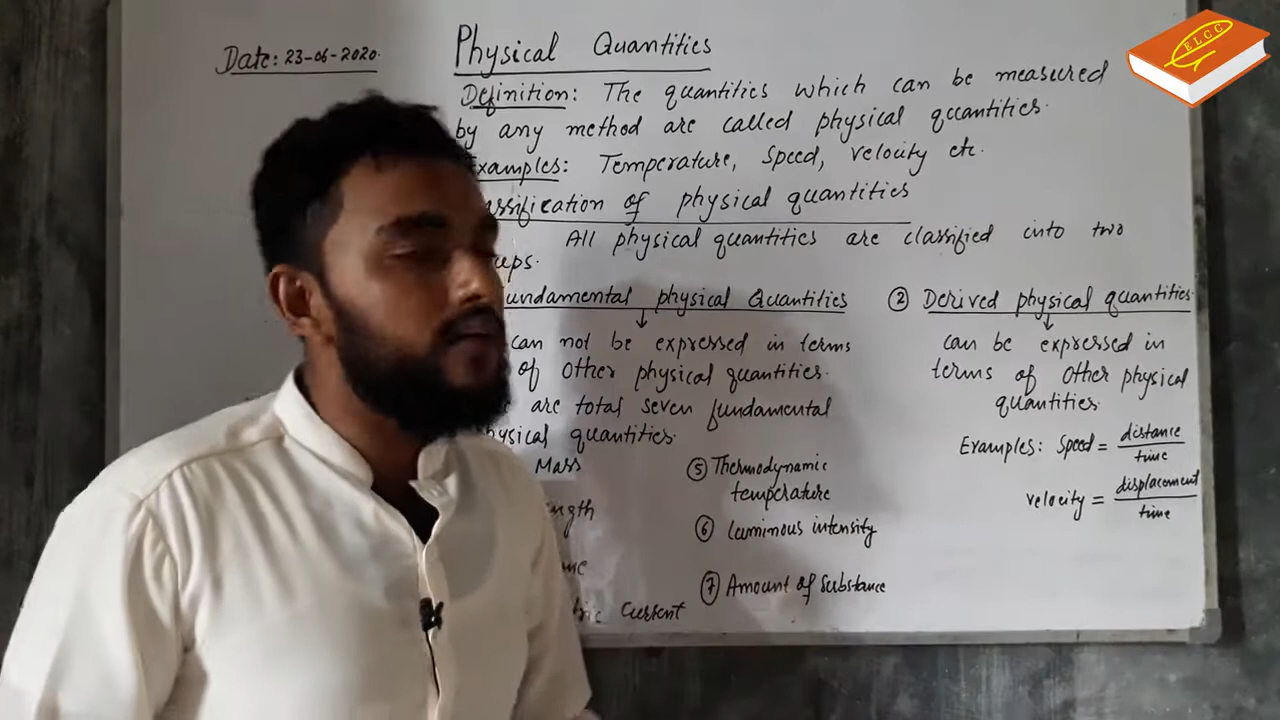 Date: 23-06-2020.
Physical Quantities
Definition: The quantities which can be measured
by any method are called physical quantities.
xamples: Temperature, Speed, Velocity etc.
assification of physical quantities
All physical quantities are classified into two
ups.
undamental physical Quantities
can not be expressed in terms
of other physical quantities.
are total seven fundamental
hysical quantities.
Mass
ngth
me
ric current
⑤ Thermodynamic
temperature
⑥ Luminous intensity
⑦ Amount of substance
② Derived physical quantities.
can be expressed in
terms of other physical
quantities.
Examples: Speed = distance
time
velocity = displacement
time
ELCC